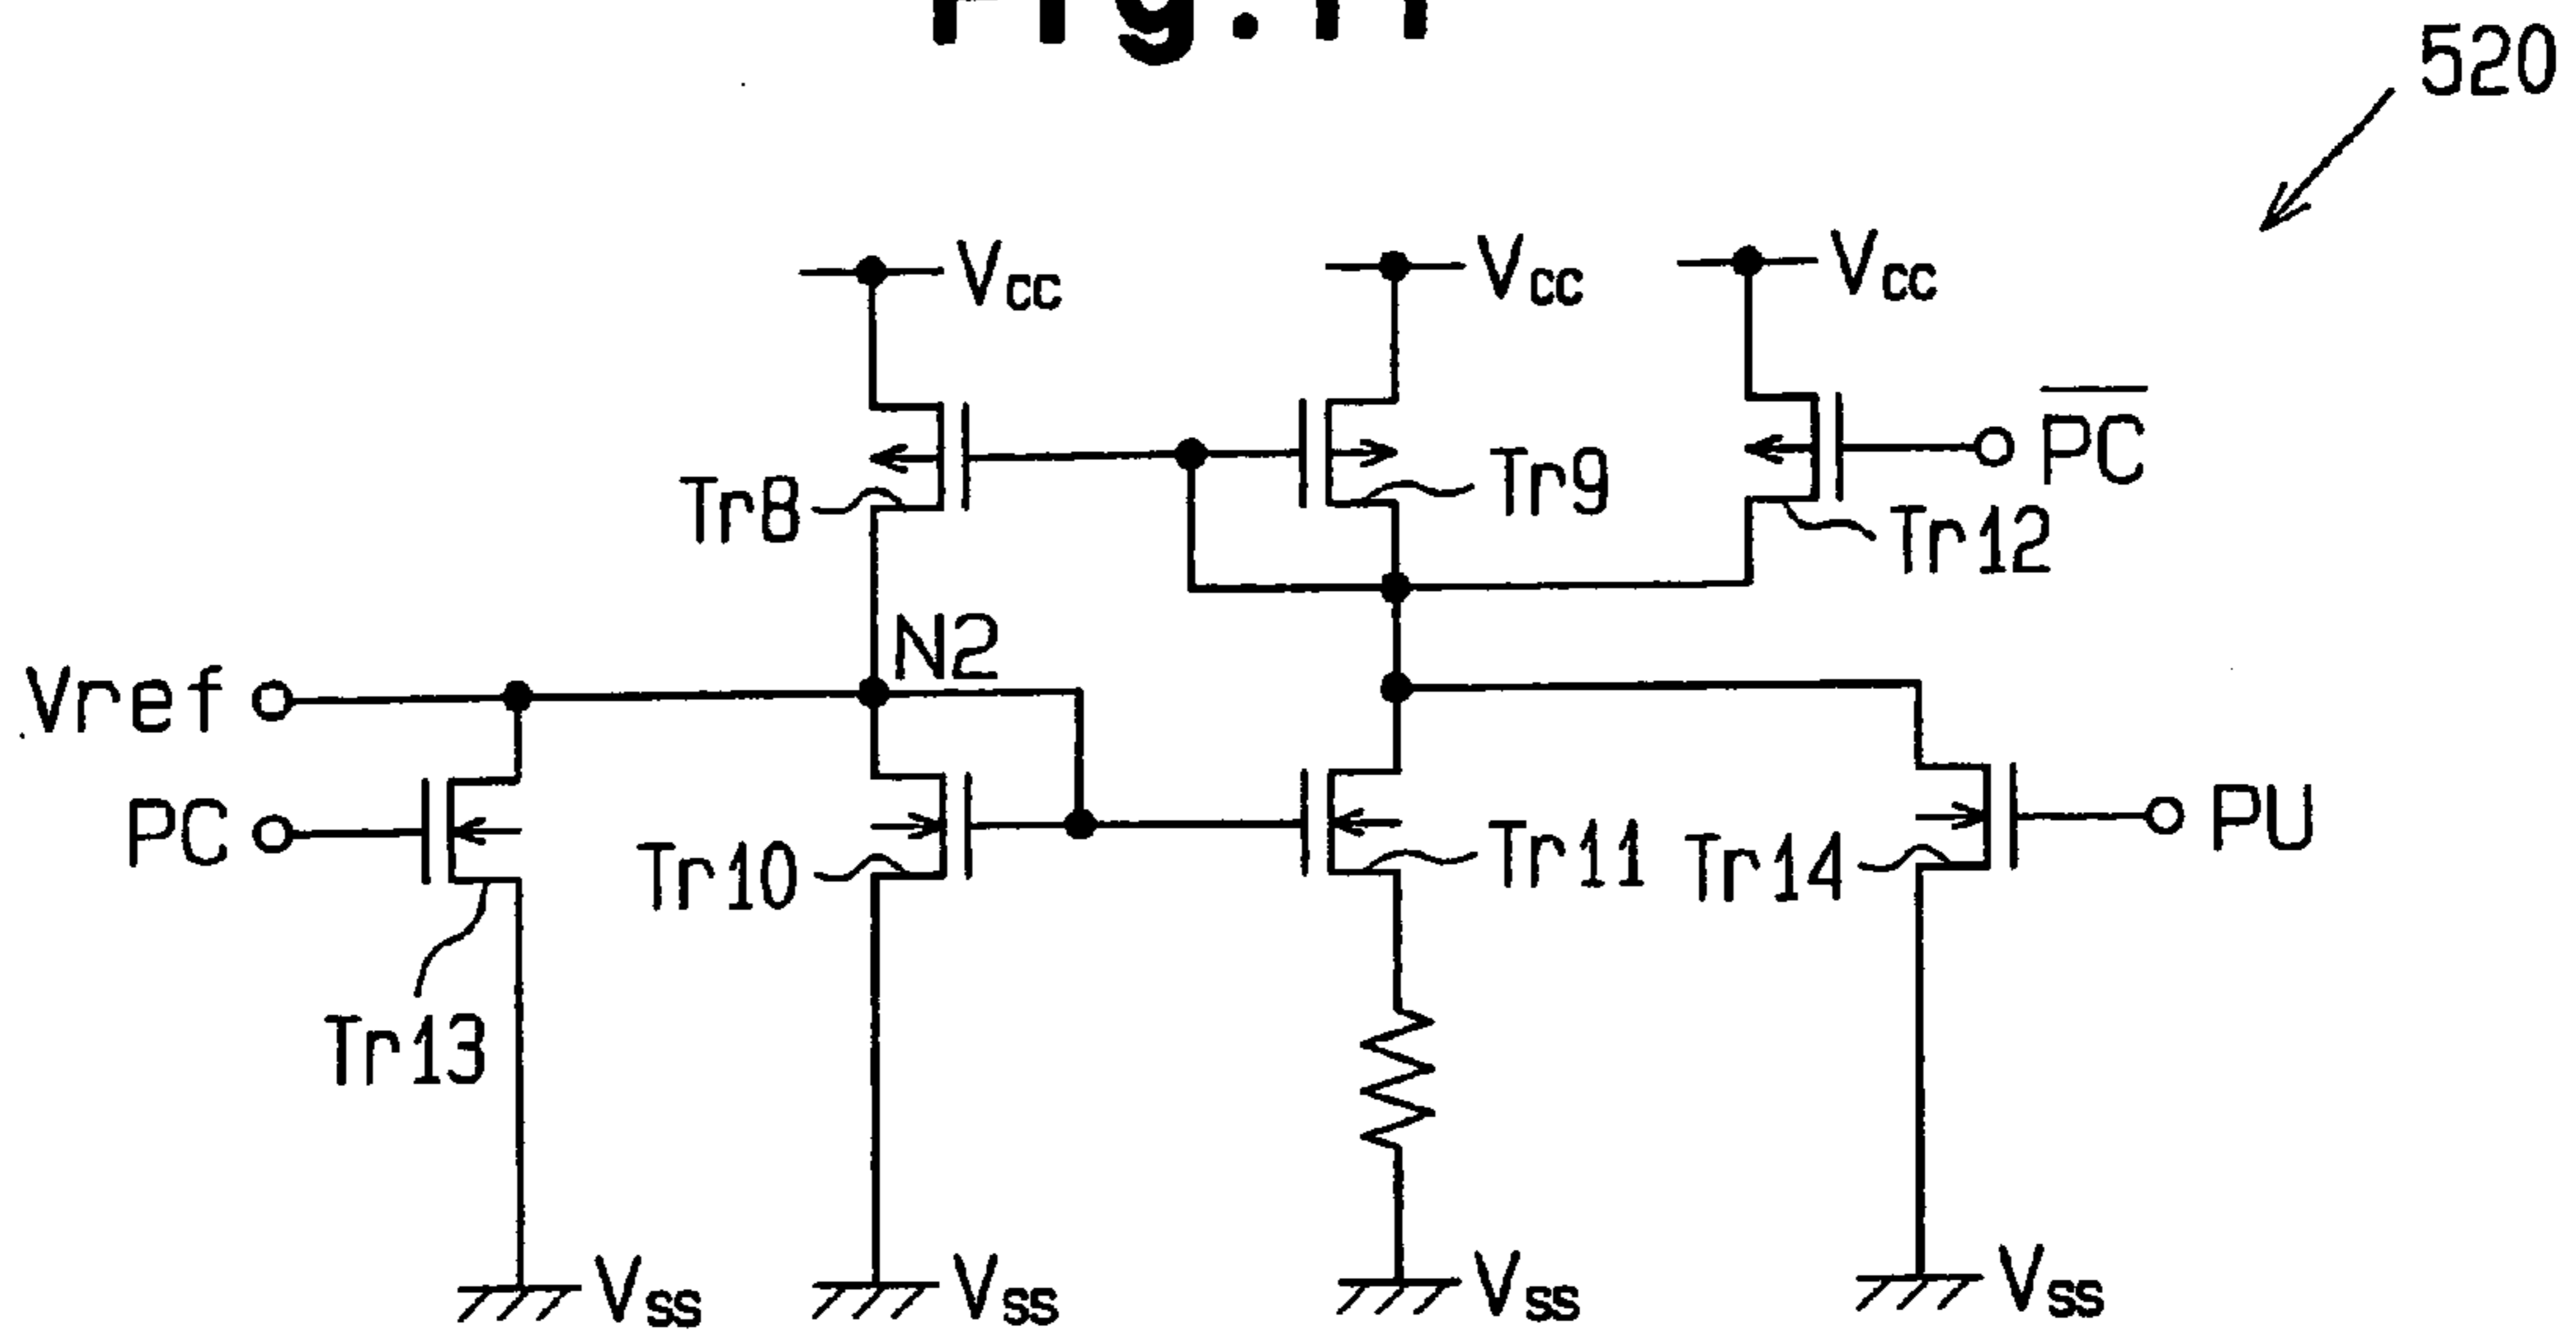 520
Vcc Vcc Vcc
PC
Tr8 Tr9 Tr12
N2
Vref
PC Tr10 Tr11 Tr14 PU
Tr13
Vss Vss Vss Vss